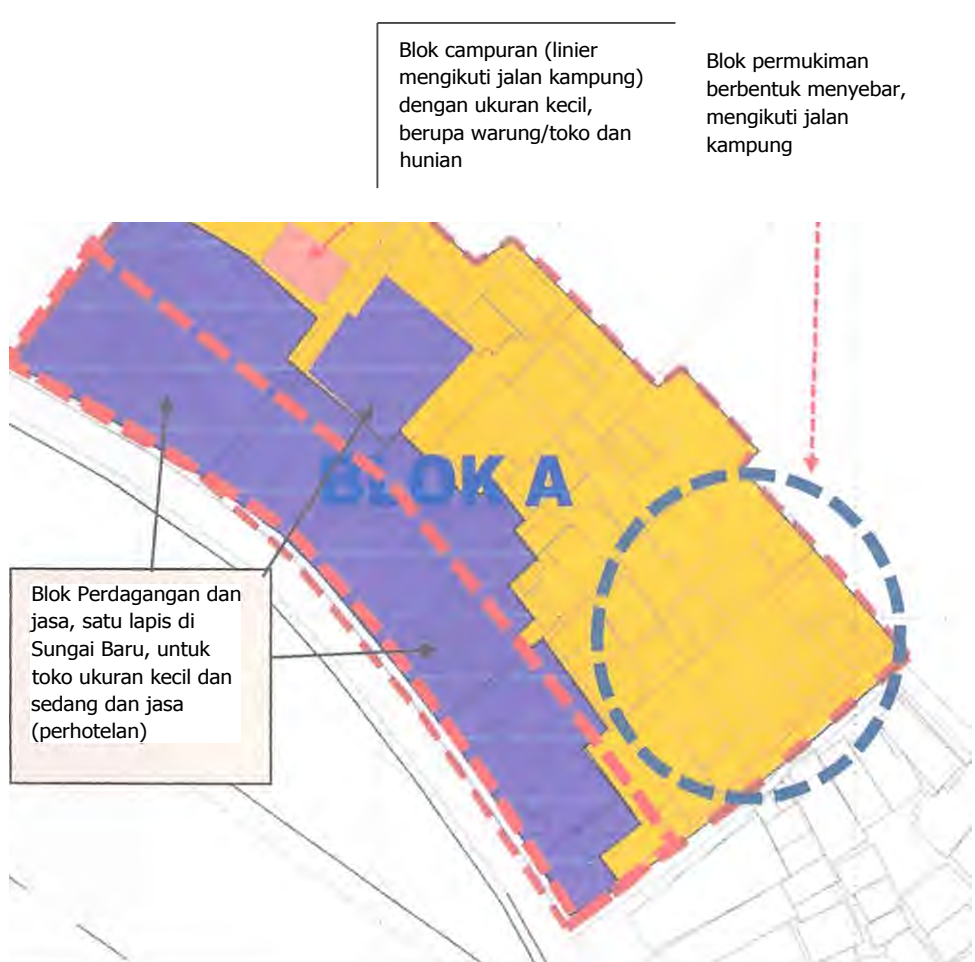 Blok campuran (linier
mengikuti jalan kampung)
dengan ukuran kecil,
berupa warung/toko dan
hunian
Blok permukiman
berbentuk menyebar,
mengikuti jalan
kampung
BLOK A
Blok Perdagangan dan
jasa, satu lapis di
Sungai Baru, untuk
toko ukuran kecil dan
sedang dan jasa
(perhotelan)